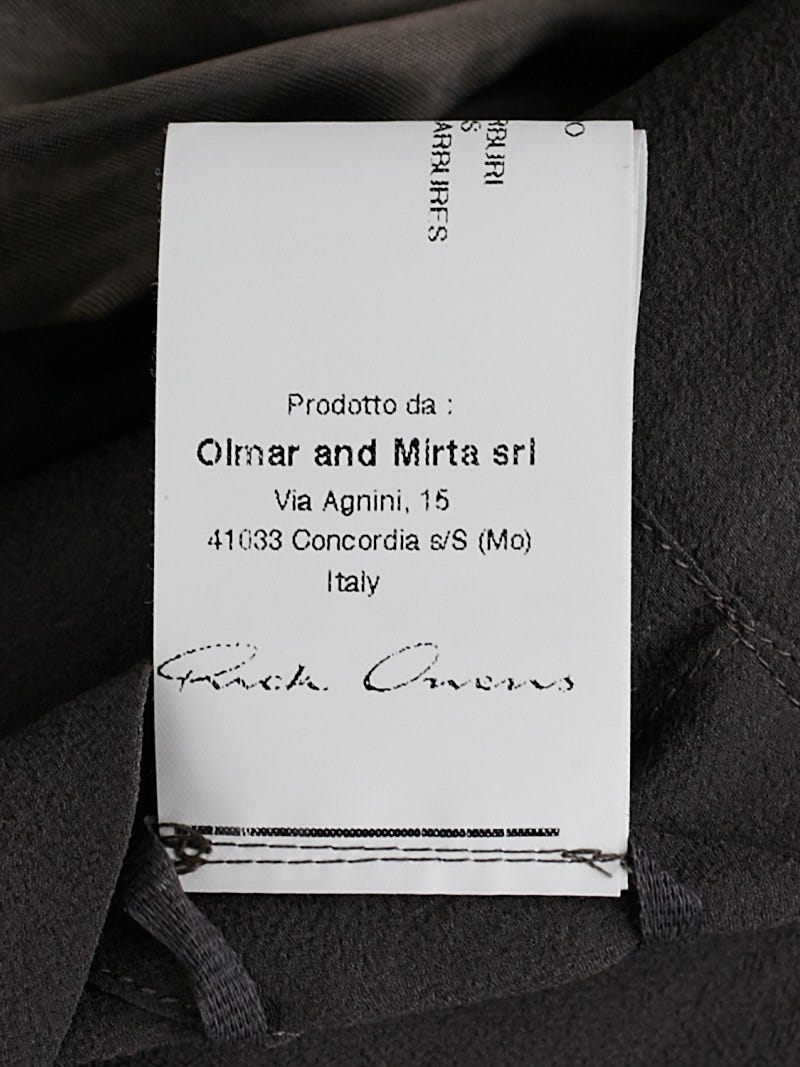 Prodotto da :
Olmar and Mirta srl
Via Agnini, 15
41033 Concordia s/S (Mo)
Italy
Rick Owens